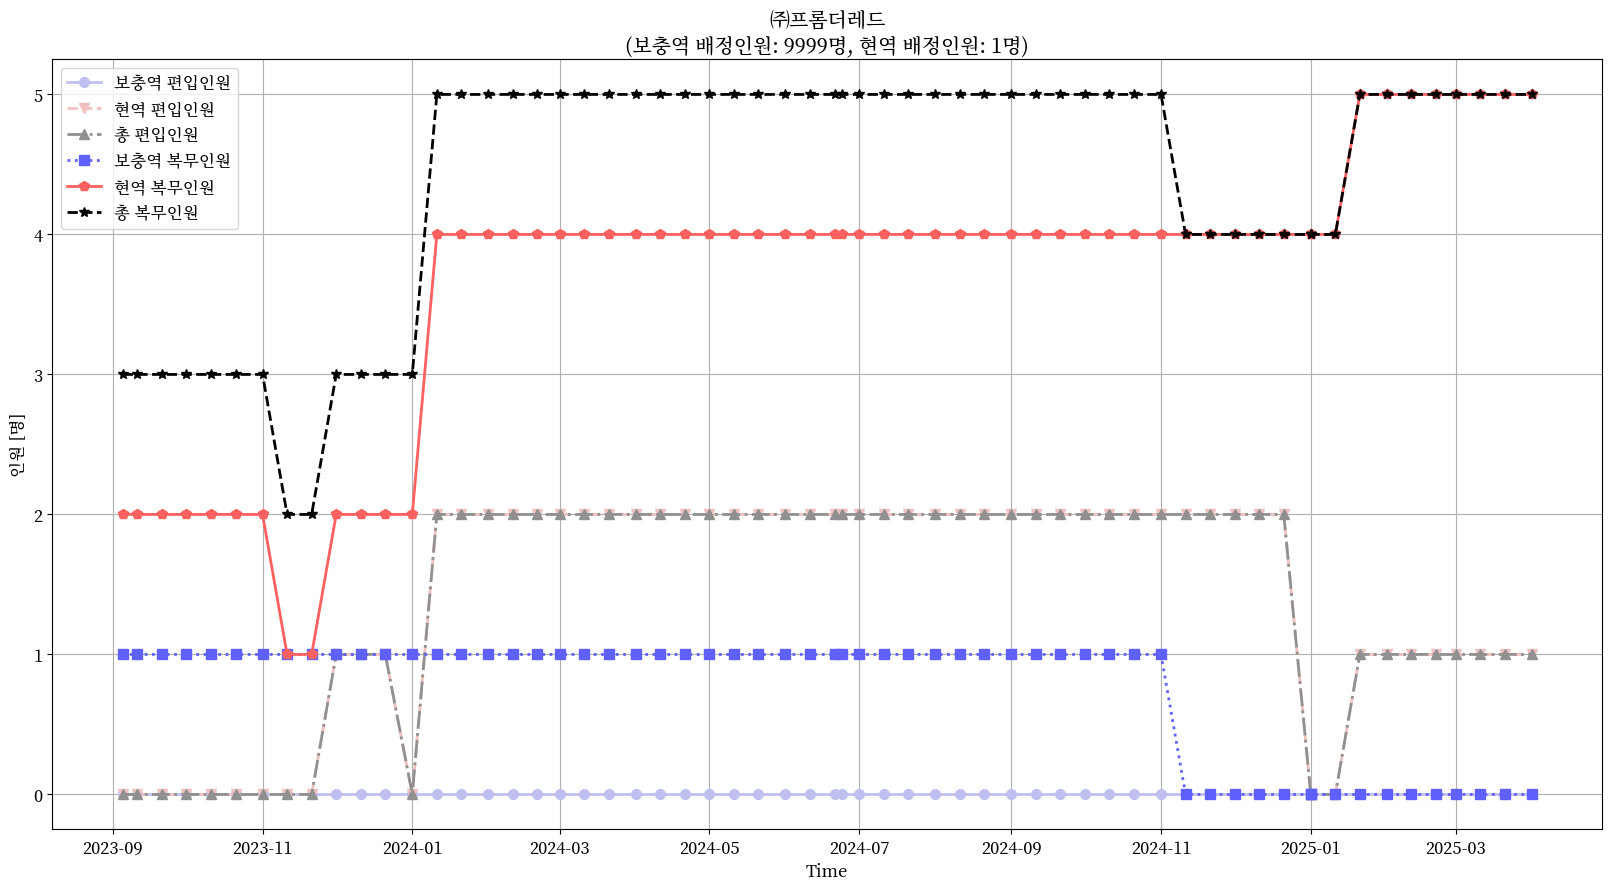 ㈜프롬더레드
(보충역 배정인원: 9999명, 현역 배정인원: 1명)
보충역 편입인원
현역 편입인원
총 편입인원
보충역 복무인원
현역 복무인원
총 복무인원
인원 [명]
5
4
3
2
1
0
2023-09
2023-11
2024-01
2024-03
2024-05
2024-07
2024-09
2024-11
2025-01
2025-03
Time